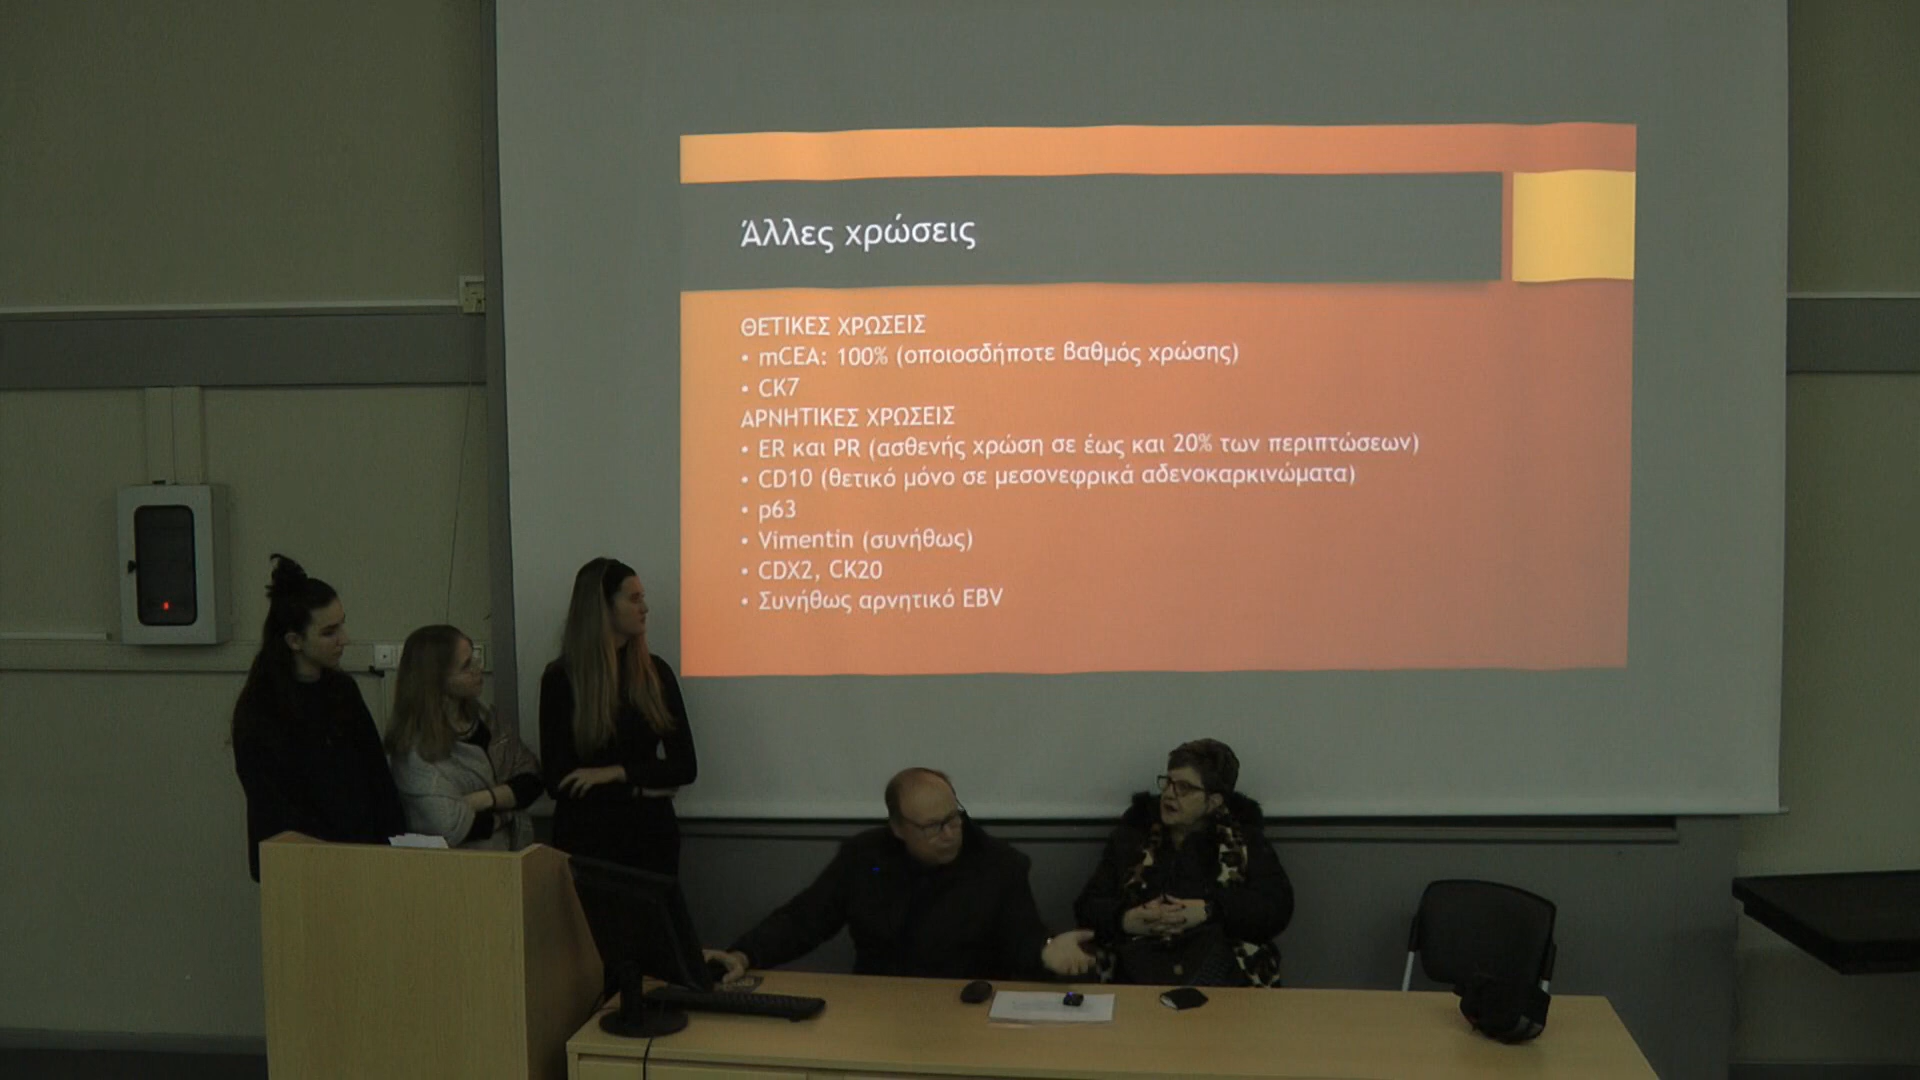 Άλλες χρώσεις
ΘΕΤΙΚΕΣ ΧΡΩΣΕΙΣ
• mCEA: 100% (οποιοσδήποτε βαθμός χρώσης)
• CK7
ΑΡΝΗΤΙΚΕΣ ΧΡΩΣΕΙΣ
• ER και PR (ασθενής χρώση σε έως και 20% των περιπτώσεων)
• CD10 (θετικό μόνο σε μεσονεφρικά αδενοκαρκινώματα)
• p63
• Vimentin (συνήθως)
• CDX2, CK20
• Συνήθως αρνητικό EBV